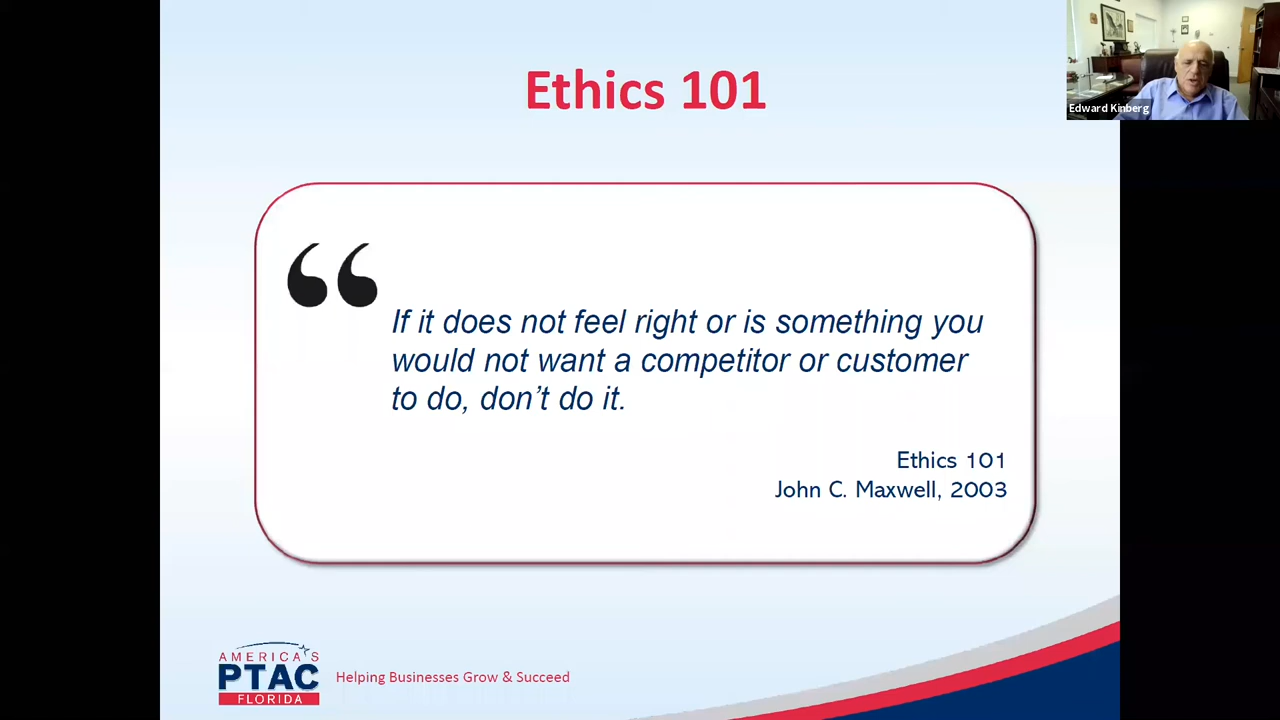 Ethics 101
Edward Kinberg
“
If it does not feel right or is something you
would not want a competitor or customer
to do, don’t do it.
Ethics 101
John C. Maxwell, 2003
AMERICA'S
PTAC
FLORIDA
Helping Businesses Grow & Succeed